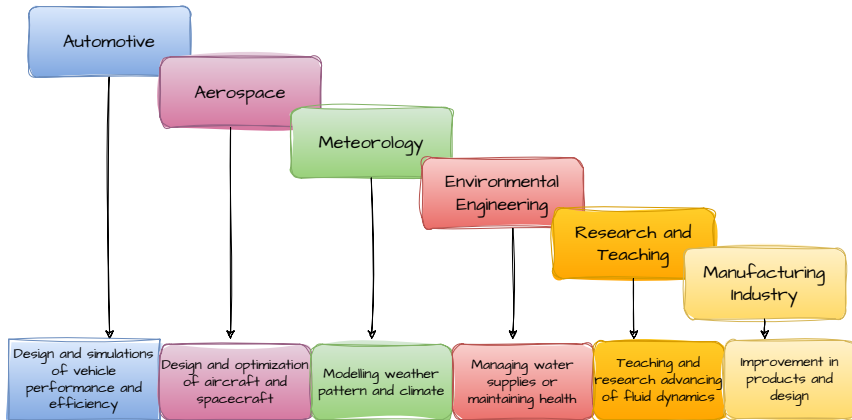 Automotive
Aerospace
Meteorology
Environmental
Engineering
Research and
Teaching
Manufacturing
Industry
Design and simulations
of vehicle
performance and
efficiency
Design and optimization
of aircraft and
spacecraft
Modelling weather
pattern and climate
Managing water
supplies or
maintaining health
Teaching and
research advancing
of fluid dynamics
Improvement in
products and
design